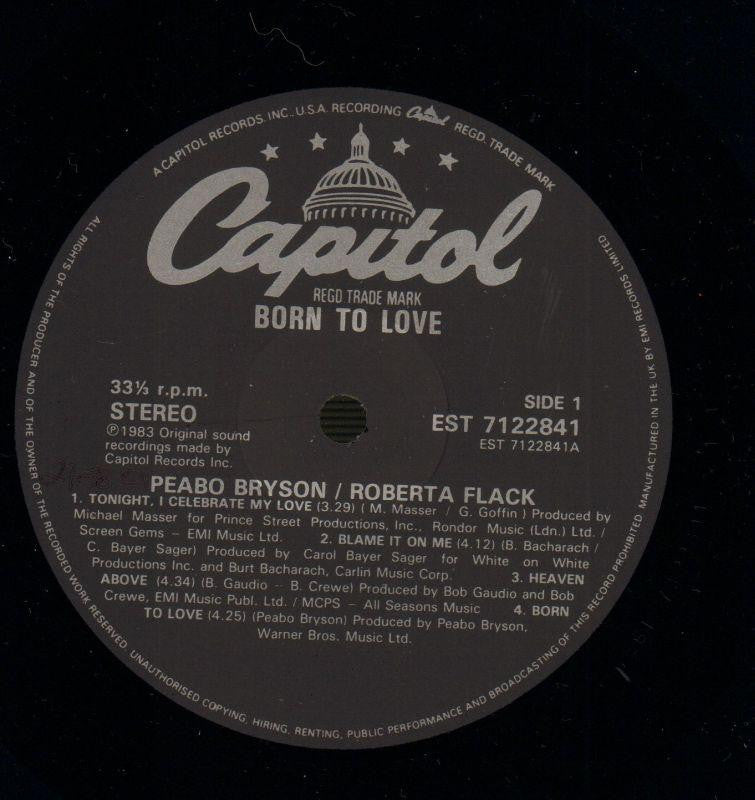 A CAPITOL RECORDS. INC.. U.S.A. RECORDING Capitol REGD. TRADE MARK
Capitol
REGD TRADE MARK
BORN TO LOVE
33⅓ r.p.m.
STEREO
℗1983 Original sound
recordings made by
Capitol Records Inc.
SIDE 1
EST 7122841
EST 7122841A
PEABO BRYSON / ROBERTA FLACK
1. TONIGHT, I CELEBRATE MY LOVE (3.29) ( M. Masser / G. Goffin ) Produced by
Michael Masser for Prince Street Productions, Inc., Rondor Music (Ldn.) Ltd. /
Screen Gems – EMI Music Ltd. 2. BLAME IT ON ME (4.12) (B. Bacharach /
C. Bayer Sager) Produced by Carol Bayer Sager for White on White
Productions Inc. and Burt Bacharach, Carlin Music Corp. 3. HEAVEN
ABOVE (4.34) (B. Gaudio – B. Crewe) Produced by Bob Gaudio and Bob
Crewe, EMI Music Publ. Ltd. / MCPS – All Seasons Music 4. BORN
TO LOVE (4.25) (Peabo Bryson) Produced by Peabo Bryson,
Warner Bros. Music Ltd.
ALL RIGHTS OF THE PRODUCER AND OF THE OWNER OF THE RECORDED WORK RESERVED. UNAUTHORISED COPYING, HIRING, RENTING, PUBLIC PERFORMANCE AND BROADCASTING OF THIS RECORD PROHIBITED. MANUFACTURED IN THE UK BY EMI RECORDS LIMITED